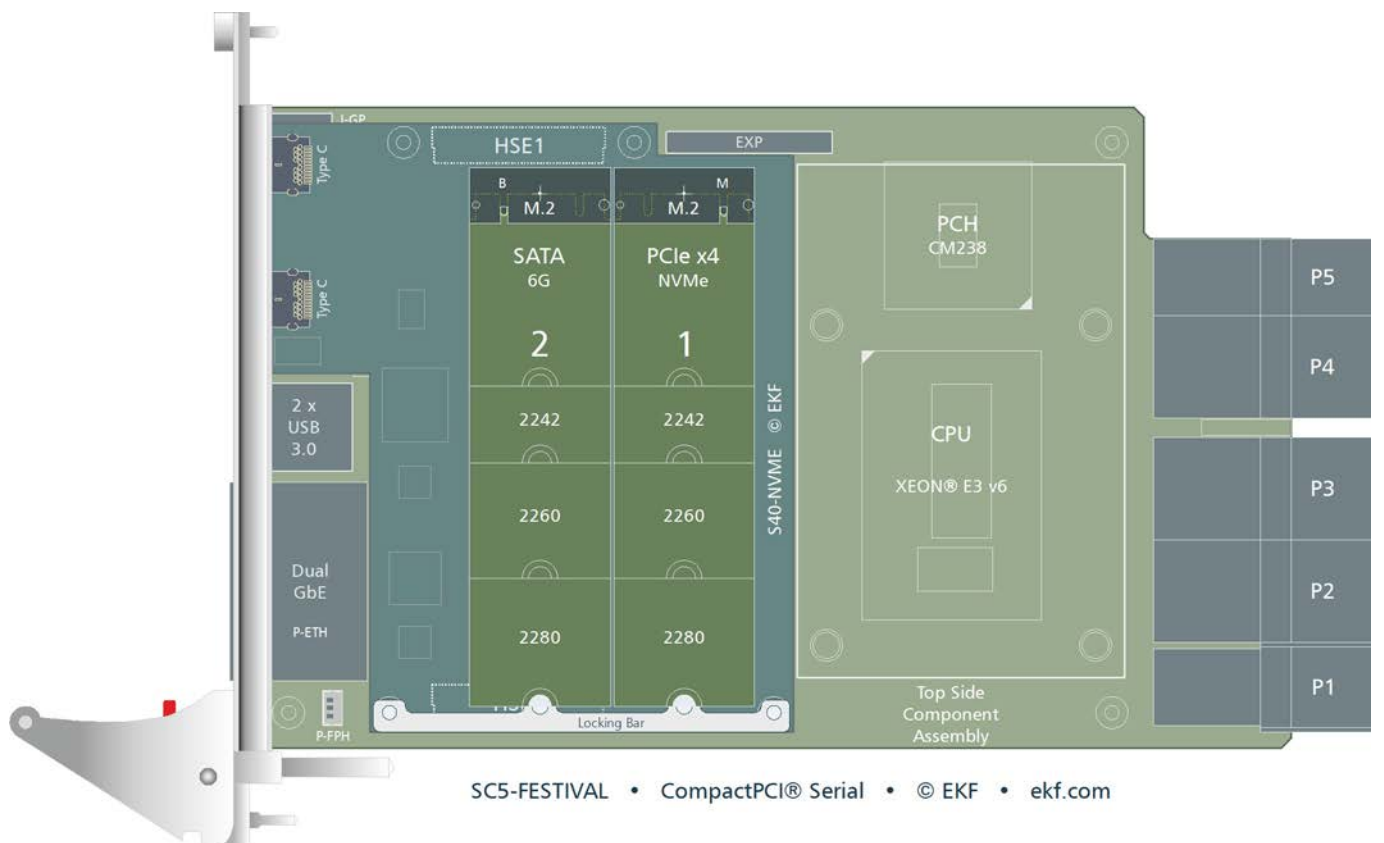 J-GP
Type C
HSE1
EXP
B
M.2
M
M.2
PCH
CM238
SATA
6G
PCIe x4
NVMe
P5
Type C
2
1
P4
2 x
USB
3.0
2242
2242
S40-NVME © EKF
CPU
XEON® E3 v6
P3
2260
2260
Dual
GbE
P-ETH
P2
2280
2280
P1
P-FPH
Locking Bar
Top Side
Component
Assembly
SC5-FESTIVAL • CompactPCI® Serial • © EKF • ekf.com